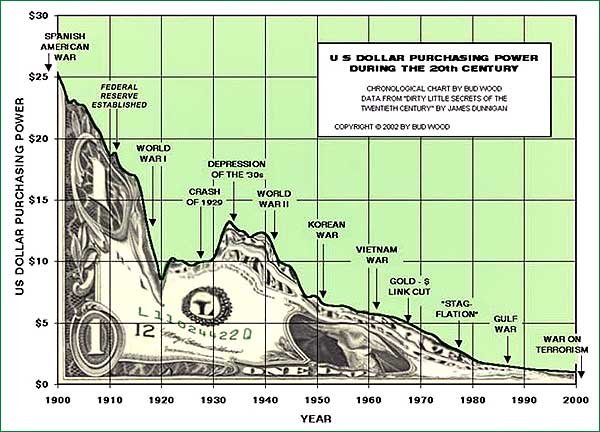 U S DOLLAR PURCHASING POWER
DURING THE 20th CENTURY
CHRONOLOGICAL CHART BY BUD WOOD
DATA FROM "DIRTY LITTLE SECRETS OF THE
TWENTIETH CENTURY" BY JAMES DUNNIGAN
COPYRIGHT © 2002 BY BUD WOOD
US DOLLAR PURCHASING POWER
$30
$25
$20
$15
$10
$5
$0
SPANISH
AMERICAN
WAR
FEDERAL
RESERVE
ESTABLISHED
WORLD
WAR I
CRASH
OF 1929
DEPRESSION
OF THE '30s
WORLD
WAR II
KOREAN
WAR
VIETNAM
WAR
GOLD - $
LINK CUT
"STAG-
FLATION"
GULF
WAR
WAR ON
TERRORISM
1
L
12
1
1900
1910
1920
1930
1940
1950
1960
1970
1980
1990
2000
YEAR